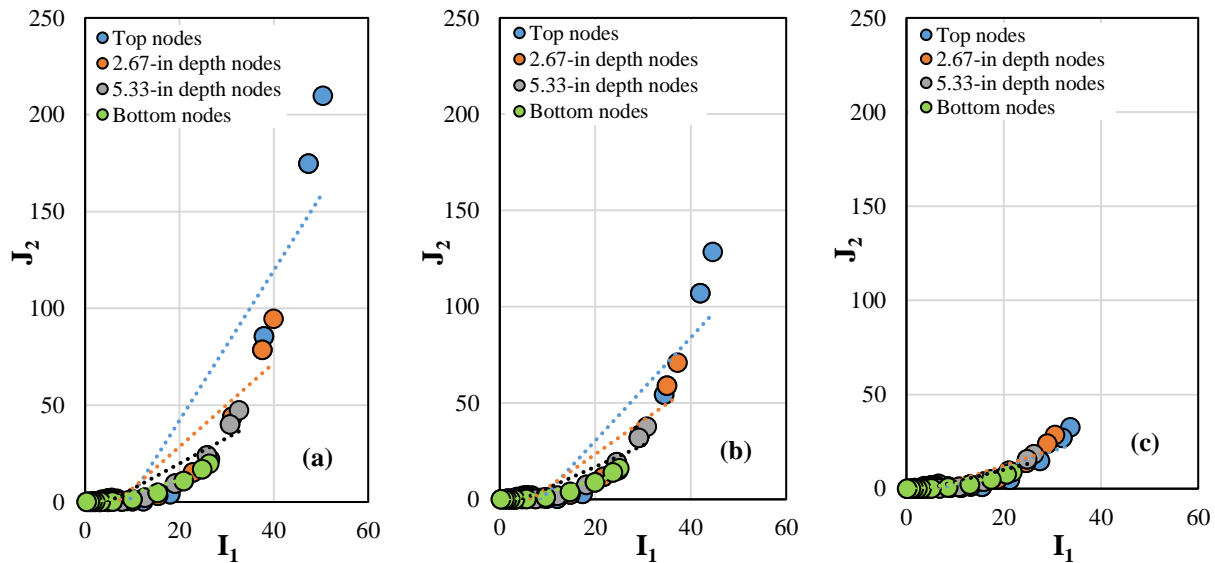 250
200
150
100
50
0
0 20 40 60
J2
I1
Top nodes
2.67-in depth nodes
5.33-in depth nodes
Bottom nodes
(a)
250
200
150
100
50
0
0 20 40 60
J2
I1
Top nodes
2.67-in depth nodes
5.33-in depth nodes
Bottom nodes
(b)
250
200
150
100
50
0
0 20 40 60
J2
I1
Top nodes
2.67-in depth nodes
5.33-in depth nodes
Bottom nodes
(c)